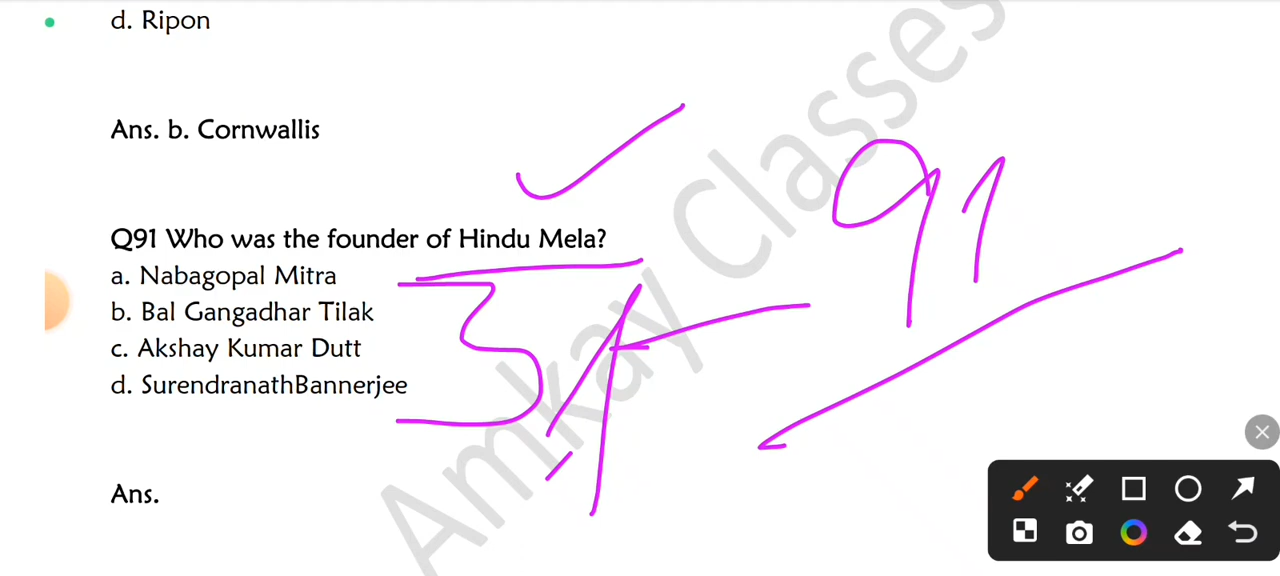 d. Ripon
Ans. b. Cornwallis
Q91 Who was the founder of Hindu Mela?
a. Nabagopal Mitra
b. Bal Gangadhar Tilak
c. Akshay Kumar Dutt
d. SurendranathBannerjee
Ans.
91
Amkay Classes